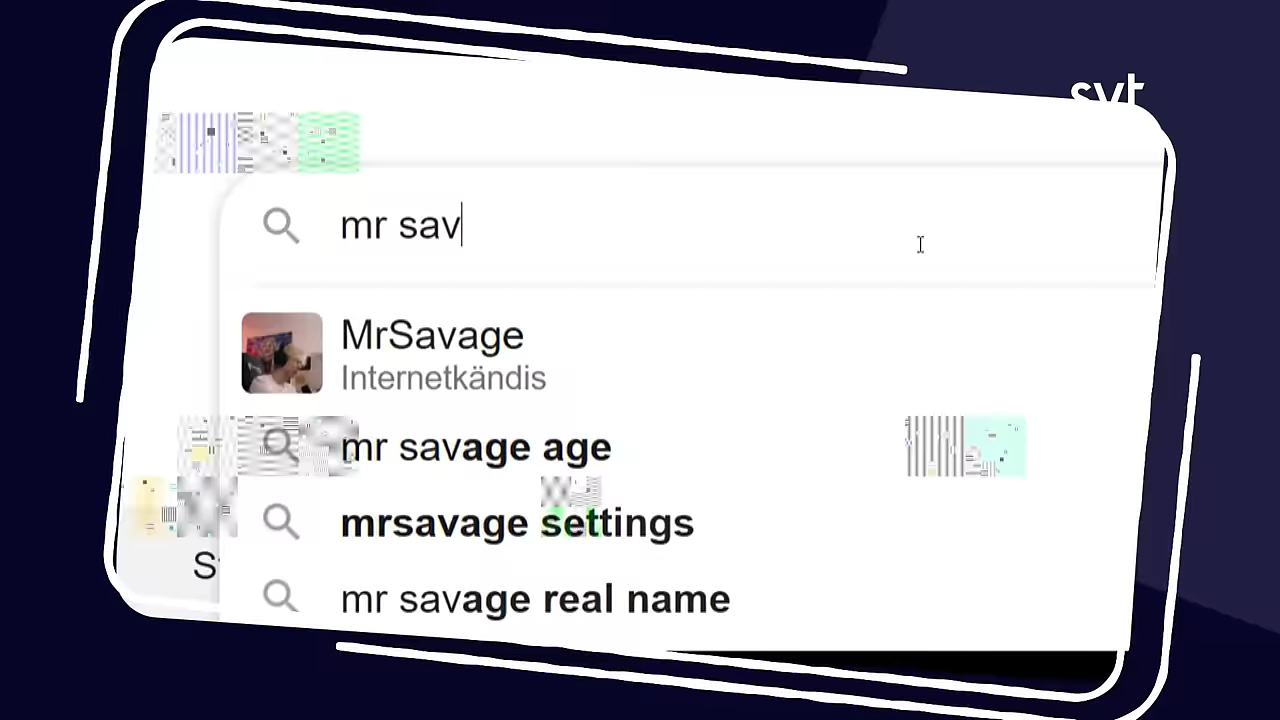 svt
mr sav
MrSavage
Internetkändis
mr savage age
mrsavage settings
S
mr savage real name